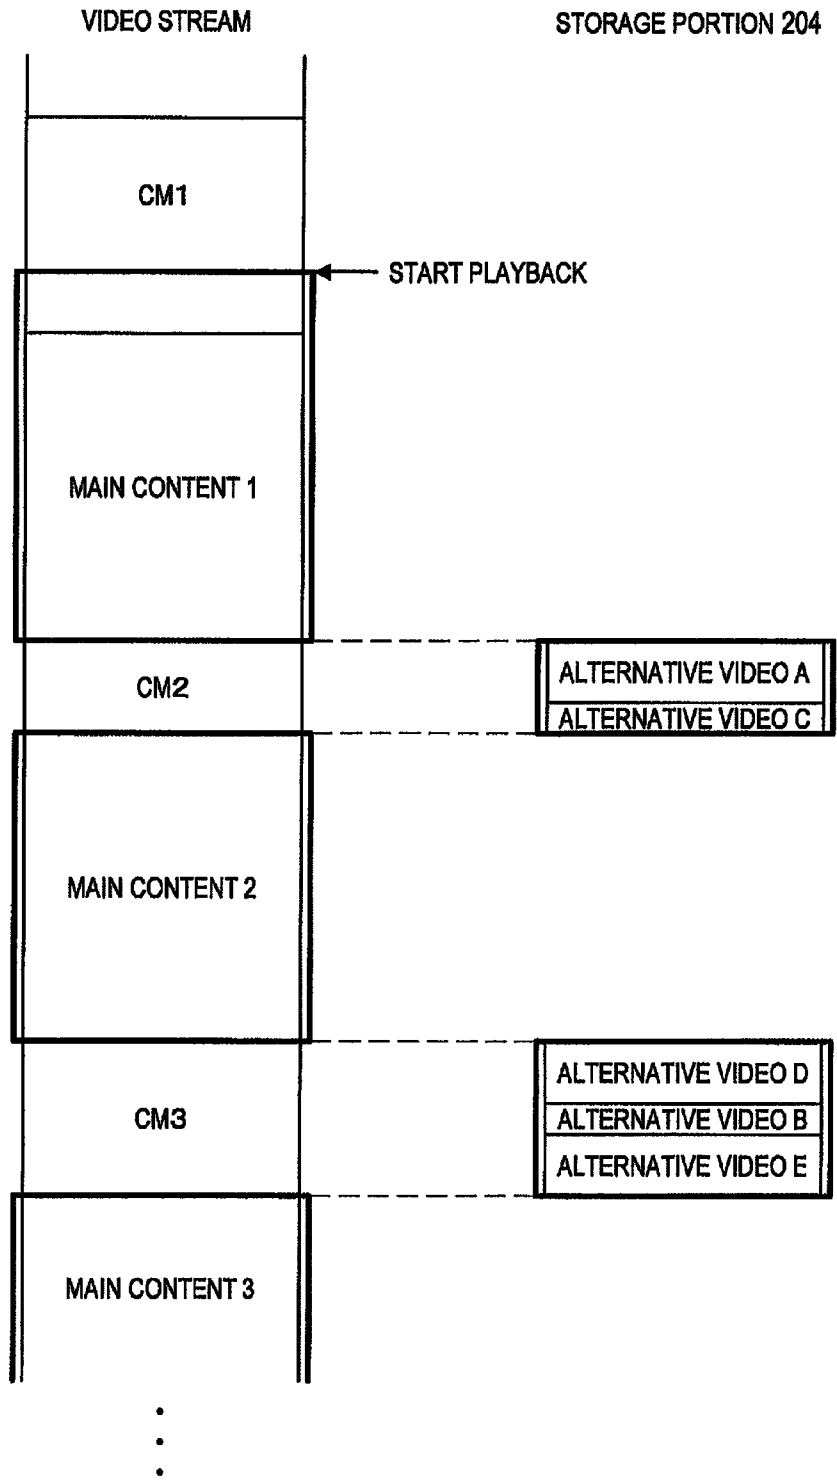 VIDEO STREAM
STORAGE PORTION 204
CM1
START PLAYBACK
MAIN CONTENT 1
CM2
ALTERNATIVE VIDEO A
ALTERNATIVE VIDEO C
MAIN CONTENT 2
CM3
ALTERNATIVE VIDEO D
ALTERNATIVE VIDEO B
ALTERNATIVE VIDEO E
MAIN CONTENT 3